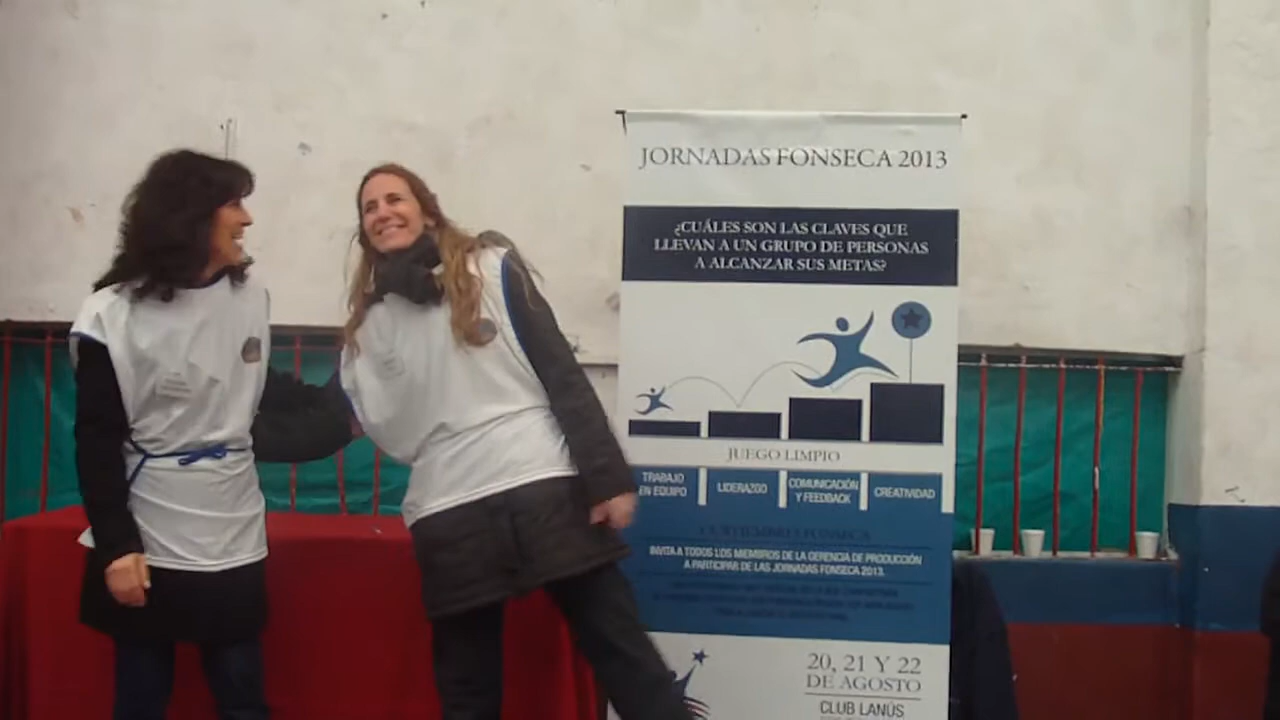 JORNADAS FONSECA 2013
¿CUÁLES SON LAS CLAVES QUE
LLEVAN A UN GRUPO DE PERSONAS
A ALCANZAR SUS METAS?
JUEGO LIMPIO
TRABAJO
EN EQUIPO
LIDERAZGO
COMUNICACIÓN
Y FEEDBACK
CREATIVIDAD
CURTIEMBRE FONSECA
INVITA A TODOS LOS MIEMBROS DE LA GERENCIA DE PRODUCCIÓN
A PARTICIPAR DE LAS JORNADAS FONSECA 2013.
20, 21 Y 22
DE AGOSTO
CLUB LANÚS